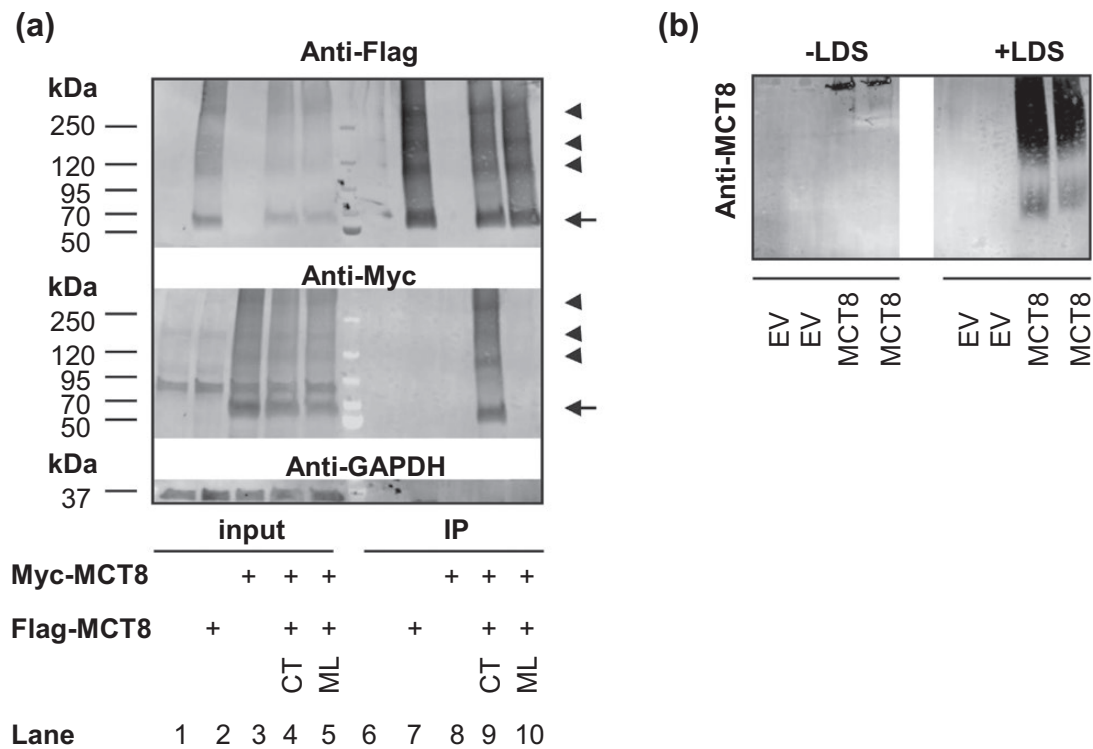 (a)
Anti-Flag
kDa
250
120
95
70
50
Anti-Myc
kDa
250
120
95
70
50
Anti-GAPDH
kDa
37
input IP
Myc-MCT8 + + + + + +
Flag-MCT8 + + + + + +
CT ML CT ML
Lane 1 2 3 4 5 6 7 8 9 10
(b)
-LDS +LDS
Anti-MCT8
EV EV MCT8 MCT8 EV EV MCT8 MCT8